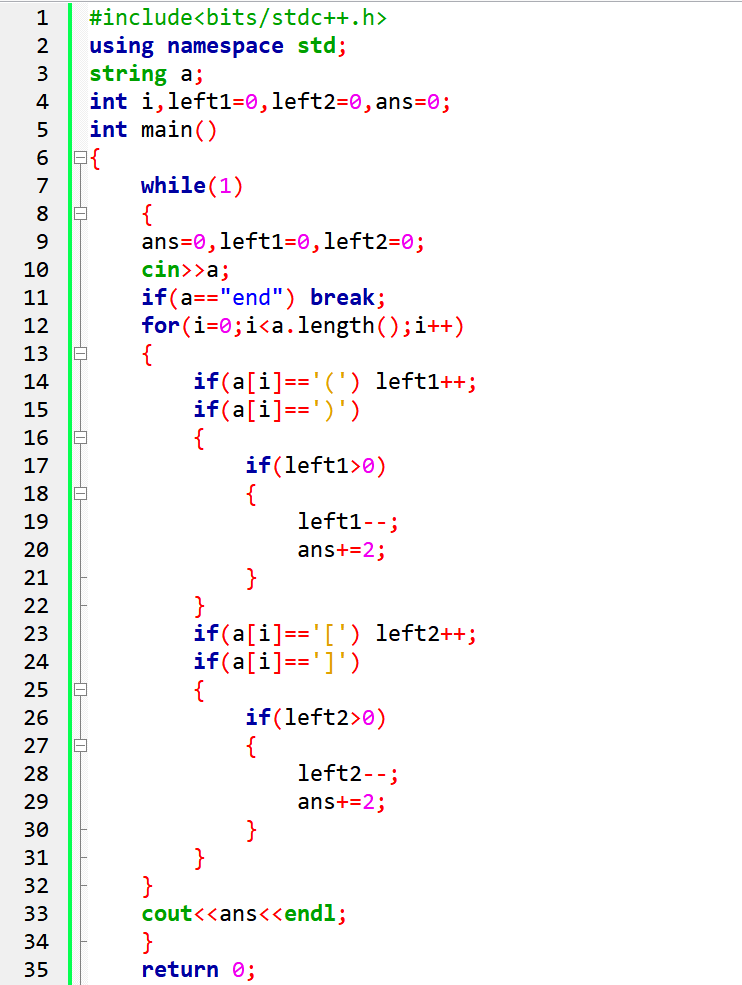 1 #include<bits/stdc++.h>
2 using namespace std;
3 string a;
4 int i,left1=0,left2=0,ans=0;
5 int main()
6 {
7 while(1)
8 {
9 ans=0,left1=0,left2=0;
10 cin>>a;
11 if(a=="end") break;
12 for(i=0;i<a.length();i++)
13 {
14 if(a[i]=='(') left1++;
15 if(a[i]==')')
16 {
17 if(left1>0)
18 {
19 left1--;
20 ans+=2;
21 }
22 }
23 if(a[i]=='[') left2++;
24 if(a[i]==']')
25 {
26 if(left2>0)
27 {
28 left2--;
29 ans+=2;
30 }
31 }
32 }
33 cout<<ans<<endl;
34 }
35 return 0;